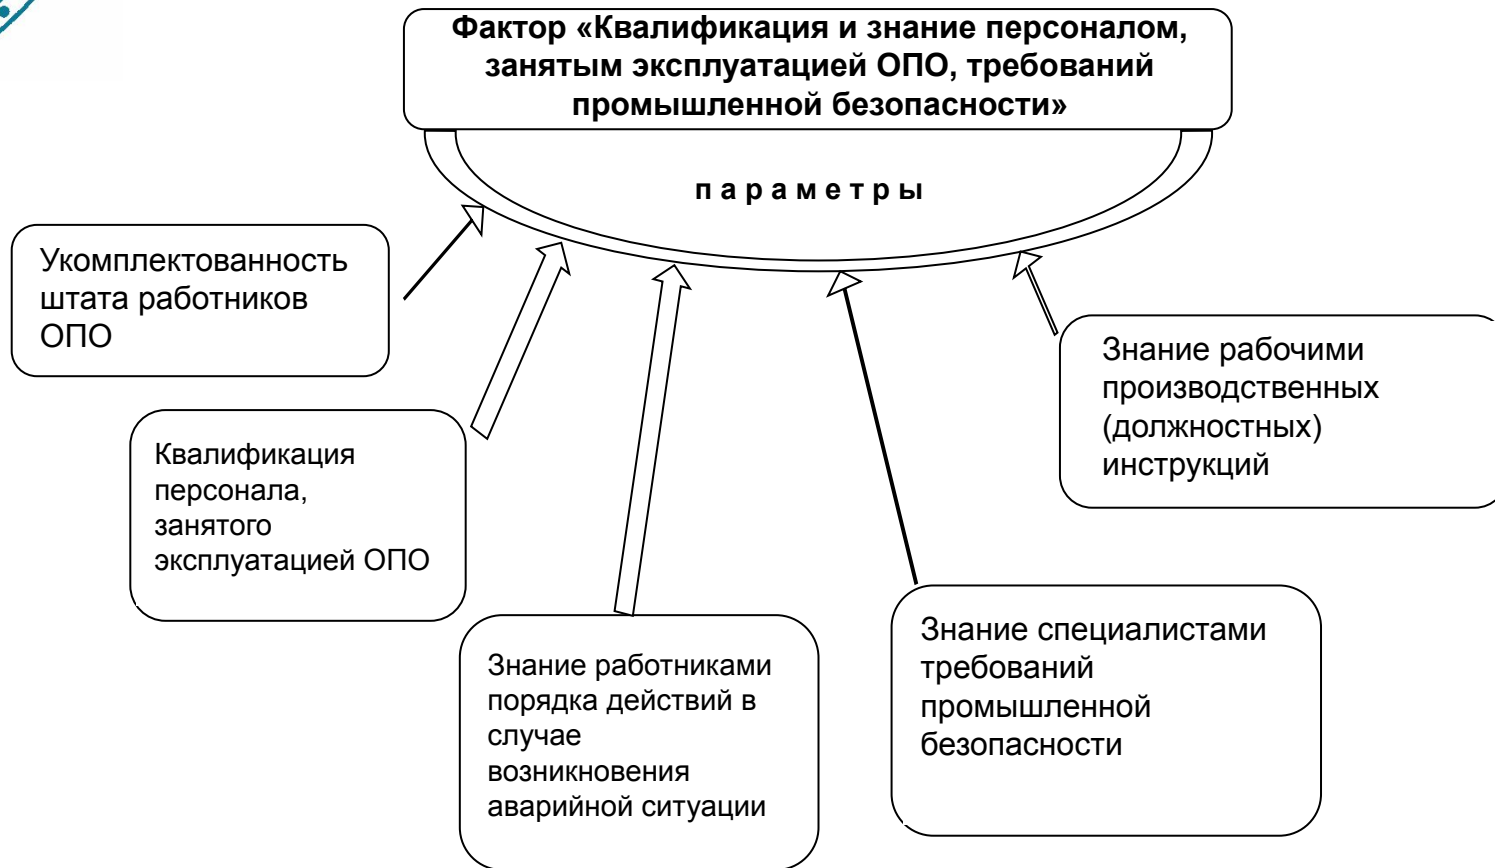 Фактор «Квалификация и знание персоналом,
занятым эксплуатацией ОПО, требований
промышленной безопасности»
п а р а м е т р ы
Укомплектованность
штата работников
ОПО
Квалификация
персонала,
занятого
эксплуатацией ОПО
Знание работниками
порядка действий в
случае
возникновения
аварийной ситуации
Знание специалистами
требований
промышленной
безопасности
Знание рабочими
производственных
(должностных)
инструкций